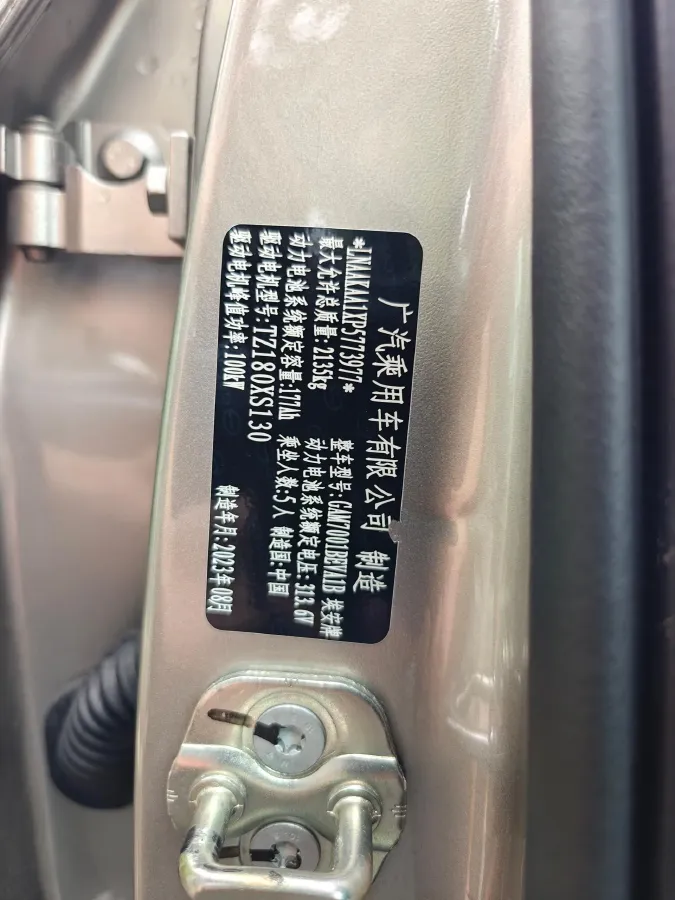 广汽乘用车有限公司 制造
*LNAAKAA1XP5773977* 整车型号:GAM7001BEVA1B 埃安牌
最大允许总质量:2135kg 动力电池系统额定电压:313.6V
动力电池系统额定容量:177Ah 乘坐人数:5人 制造国:中国
驱动电机型号:TZ180XS130
驱动电机峰值功率:100kW 制造年月:2023年08月